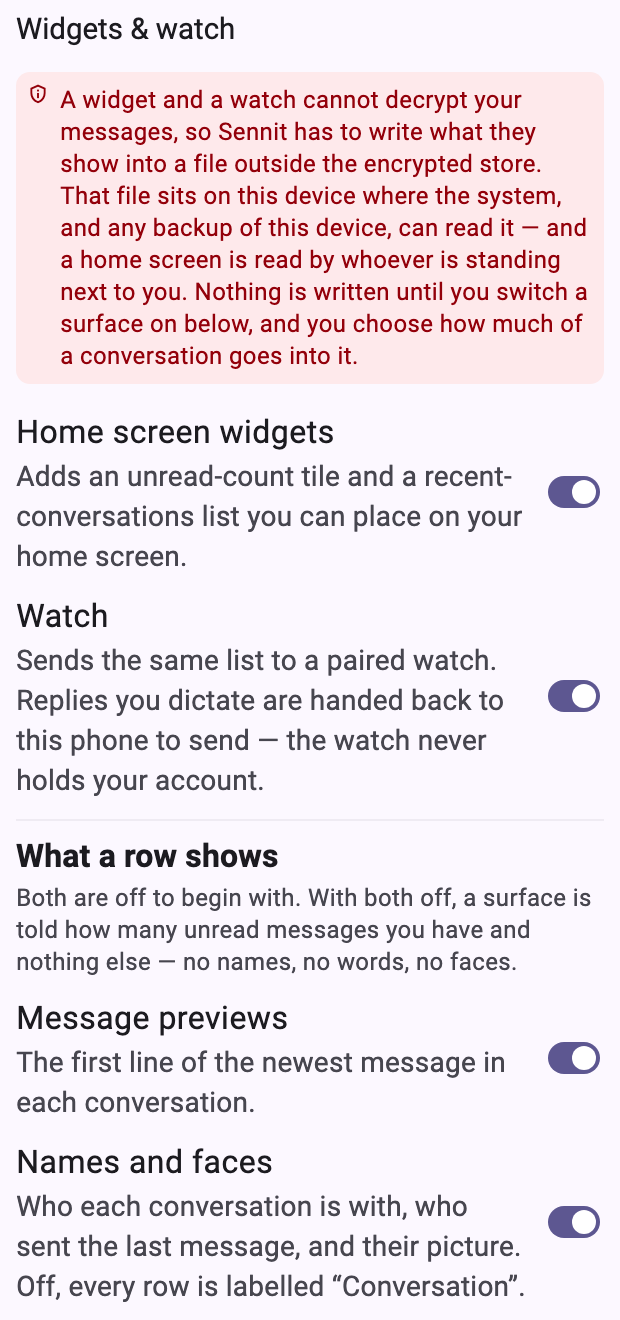 Widgets & watch
A widget and a watch cannot decrypt your
messages, so Sennit has to write what they
show into a file outside the encrypted store.
That file sits on this device where the system,
and any backup of this device, can read it — and
a home screen is read by whoever is standing
next to you. Nothing is written until you switch a
surface on below, and you choose how much of
a conversation goes into it.
Home screen widgets
Adds an unread-count tile and a recent-
conversations list you can place on your
home screen.
Watch
Sends the same list to a paired watch.
Replies you dictate are handed back to
this phone to send — the watch never
holds your account.
What a row shows
Both are off to begin with. With both off, a surface is
told how many unread messages you have and
nothing else — no names, no words, no faces.
Message previews
The first line of the newest message in
each conversation.
Names and faces
Who each conversation is with, who
sent the last message, and their picture.
Off, every row is labelled “Conversation”.